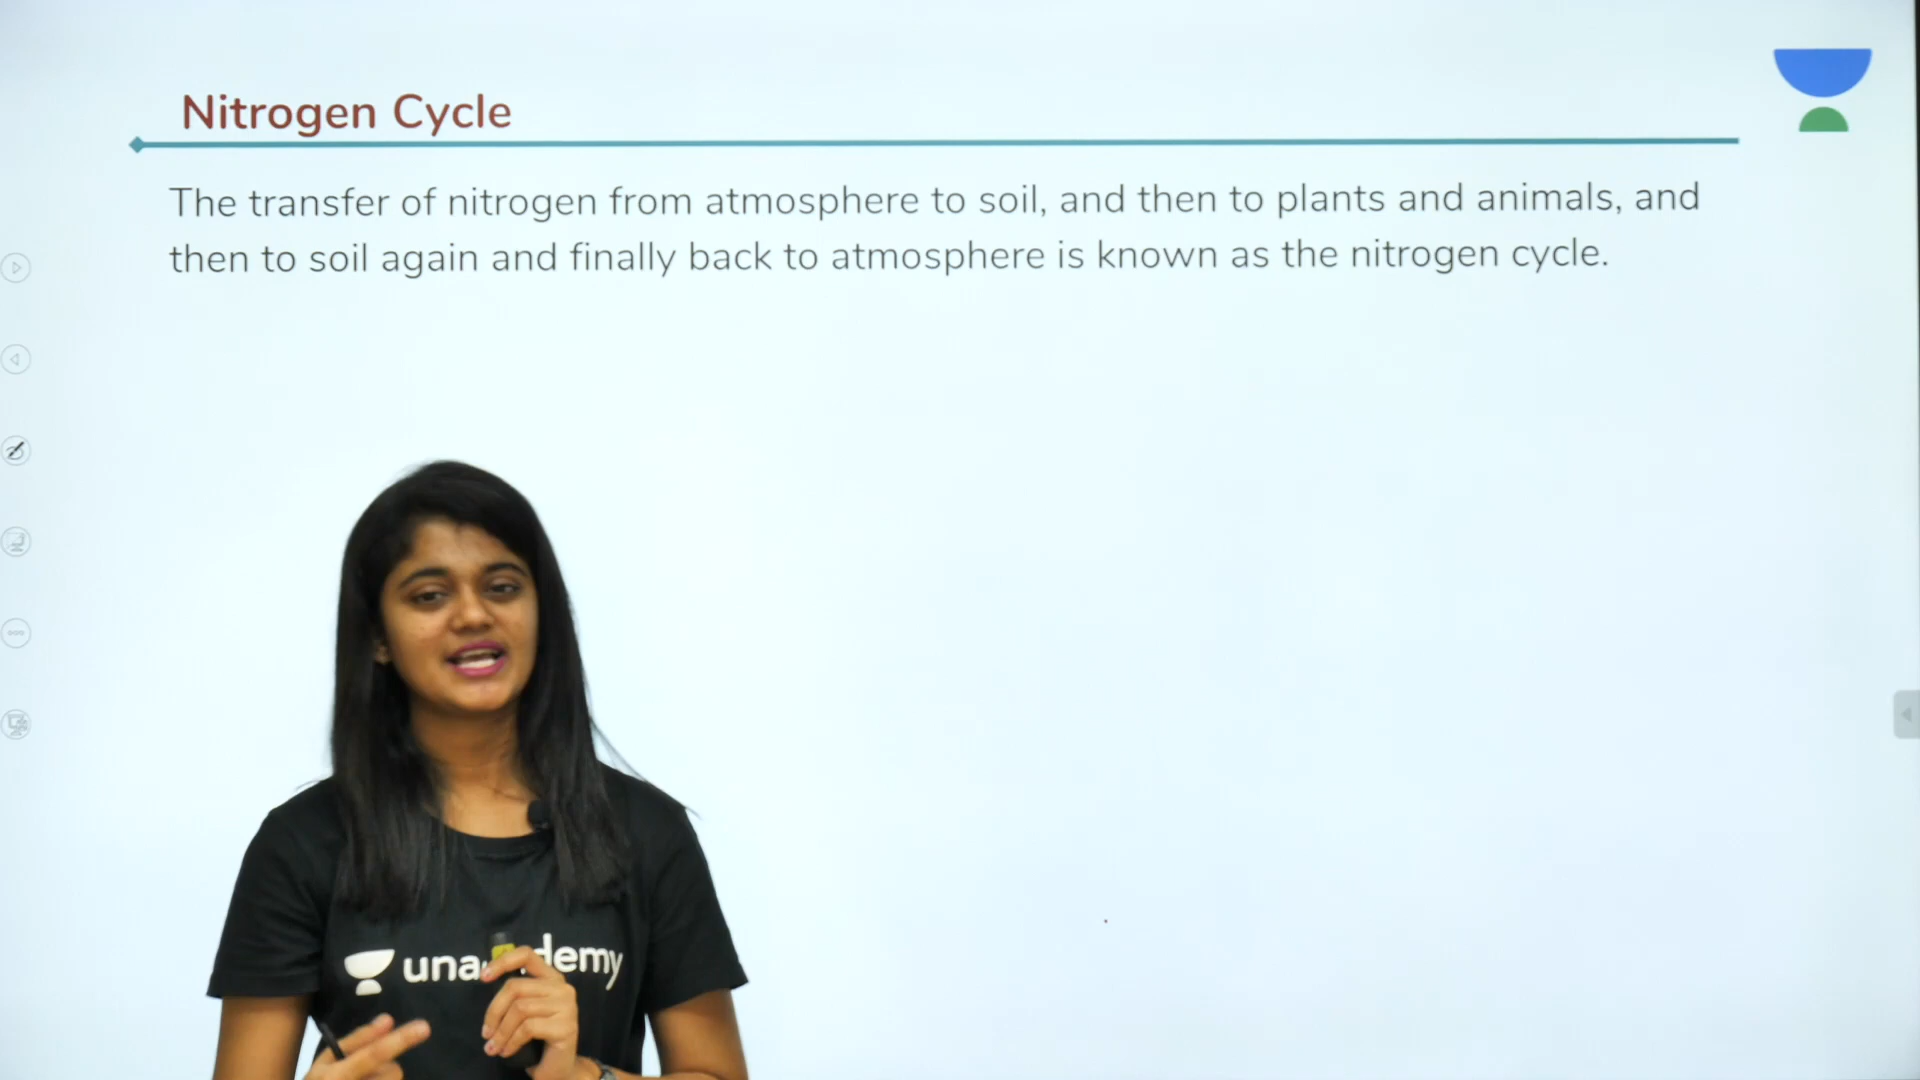 Nitrogen Cycle
The transfer of nitrogen from atmosphere to soil, and then to plants and animals, and
then to soil again and finally back to atmosphere is known as the nitrogen cycle.